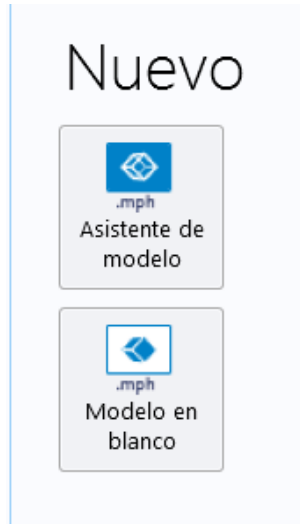 Nuevo
.mph
Asistente de
modelo
.mph
Modelo en
blanco